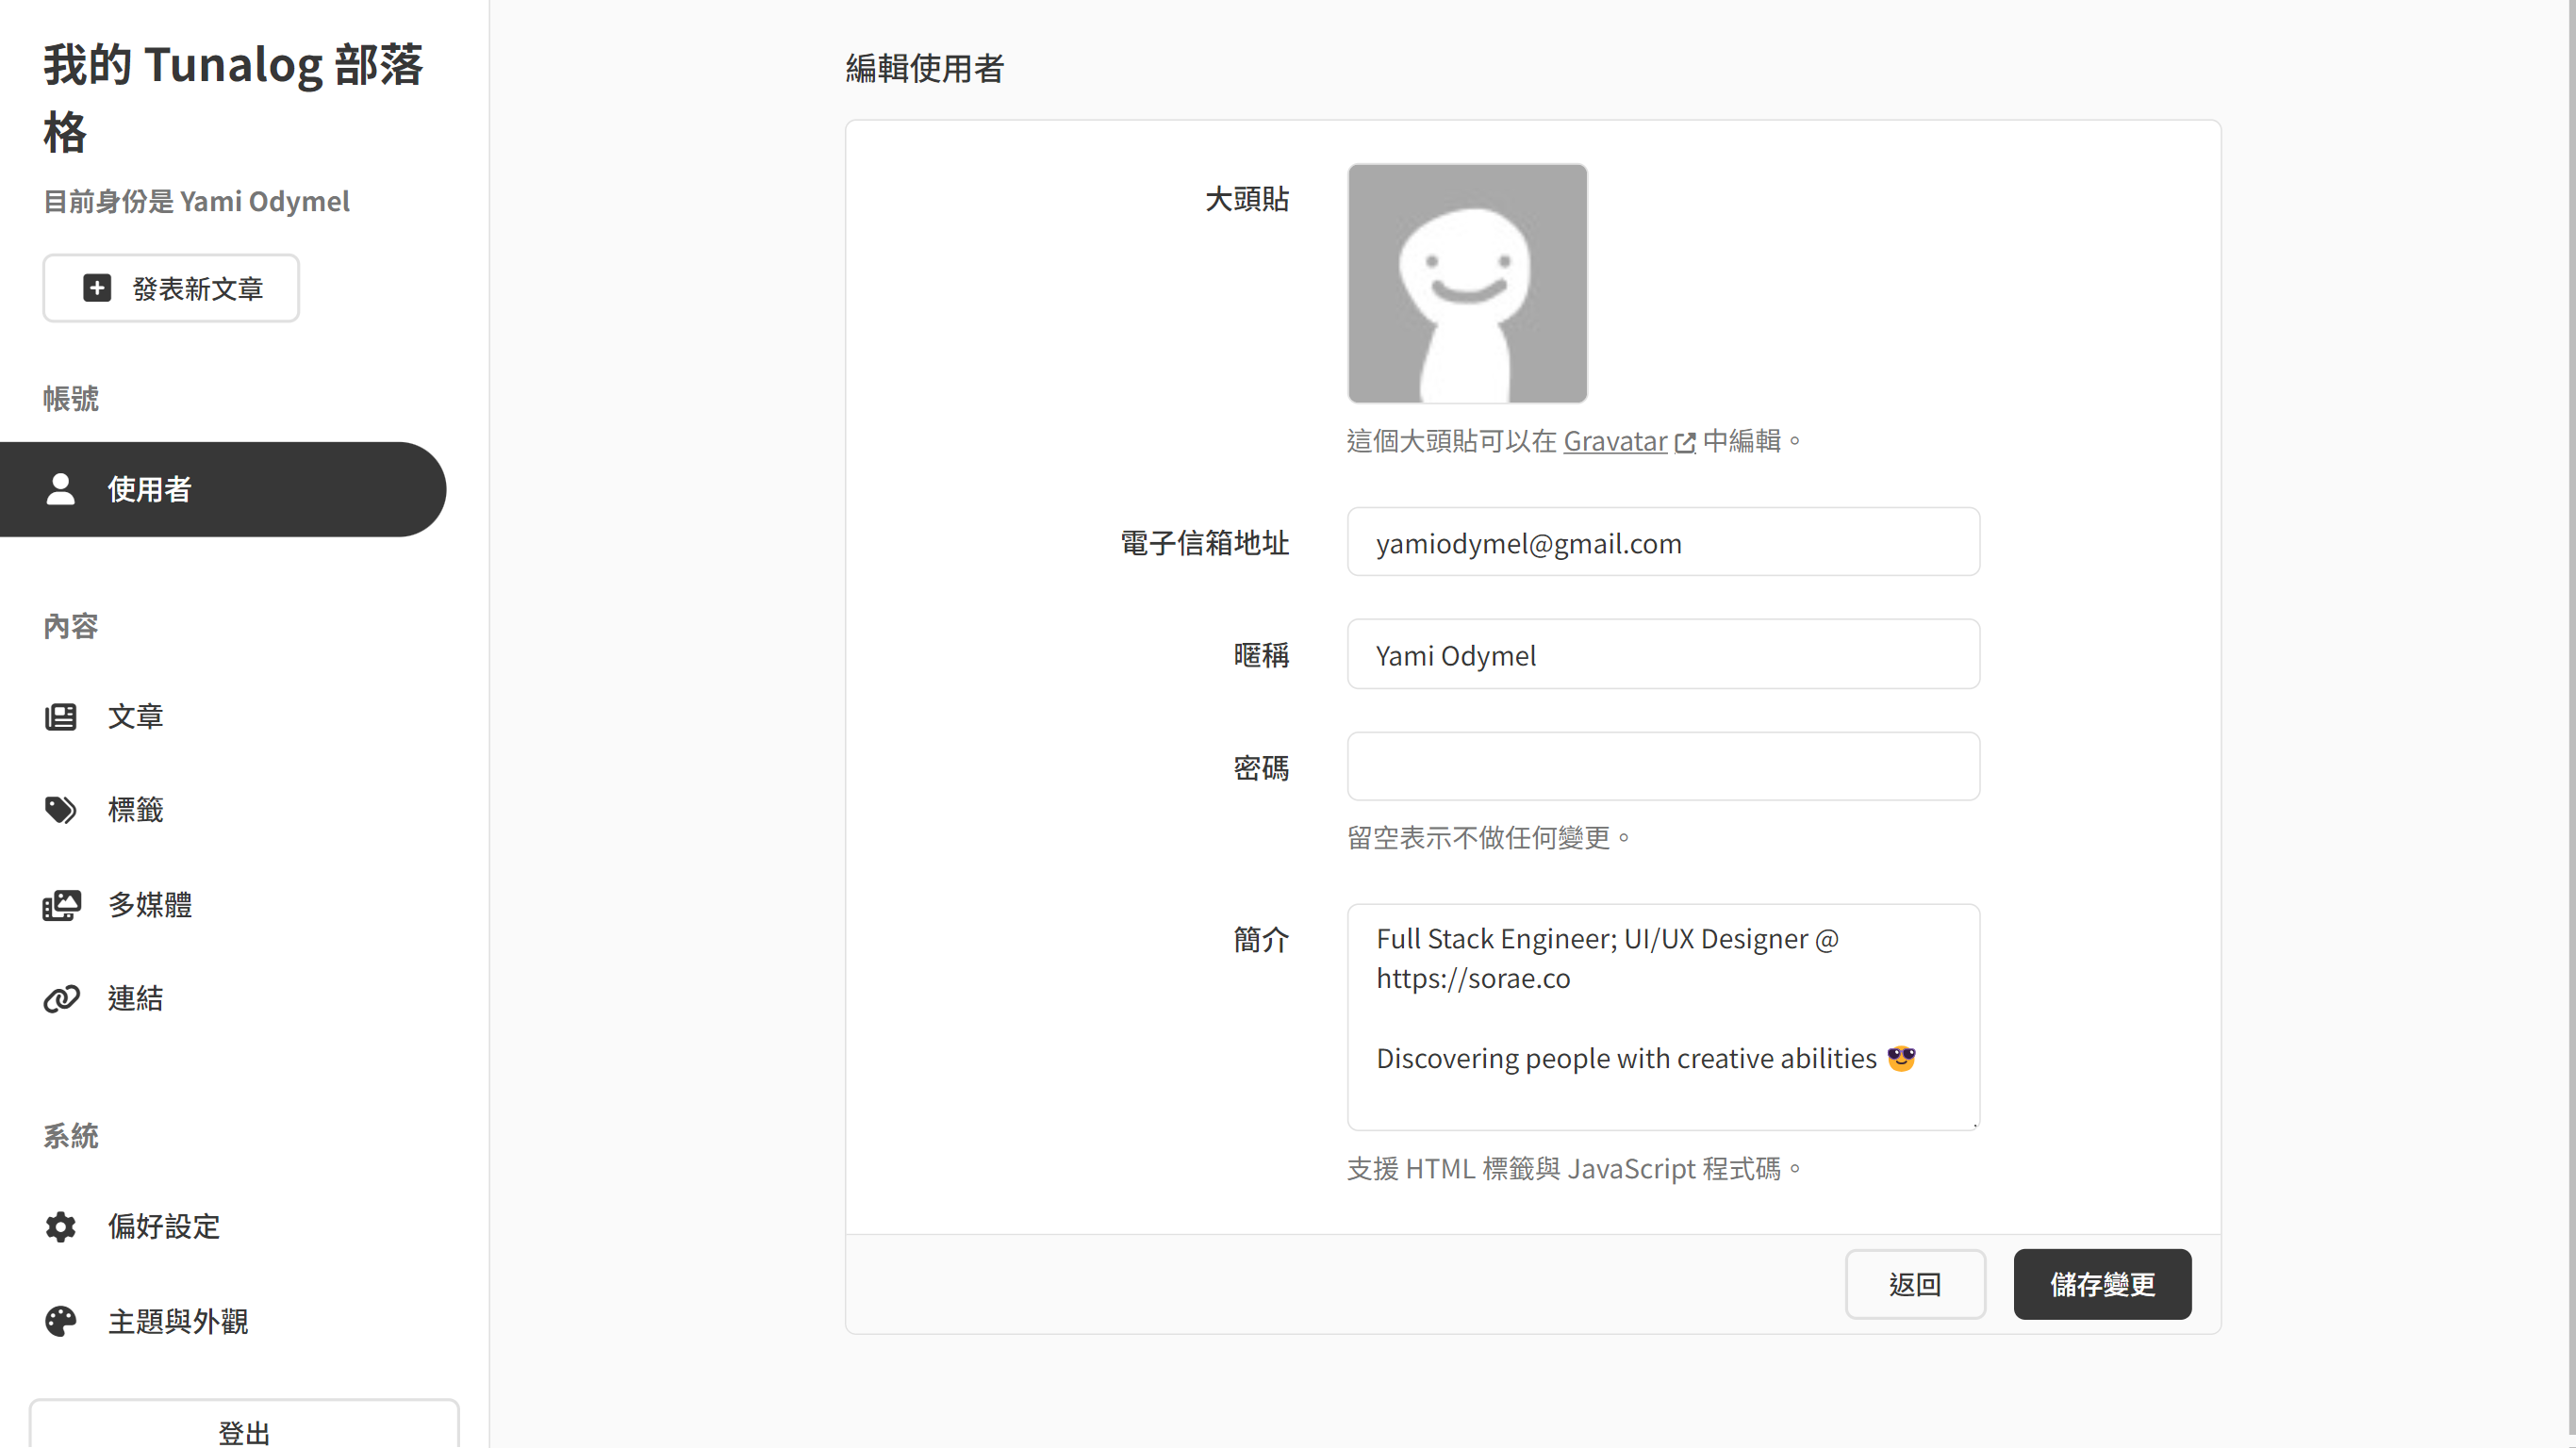 我的 Tunalog 部落
格
目前身份是 Yami Odymel
發表新文章
帳號
使用者
內容
文章
標籤
多媒體
連結
系統
偏好設定
主題與外觀
登出
編輯使用者
大頭貼
這個大頭貼可以在 Gravatar 中編輯。
電子信箱地址
yamiodymel@gmail.com
暱稱
Yami Odymel
密碼
留空表示不做任何變更。
簡介
Full Stack Engineer; UI/UX Designer @
https://sorae.co
Discovering people with creative abilities 😎
支援 HTML 標籤與 JavaScript 程式碼。
返回
儲存變更